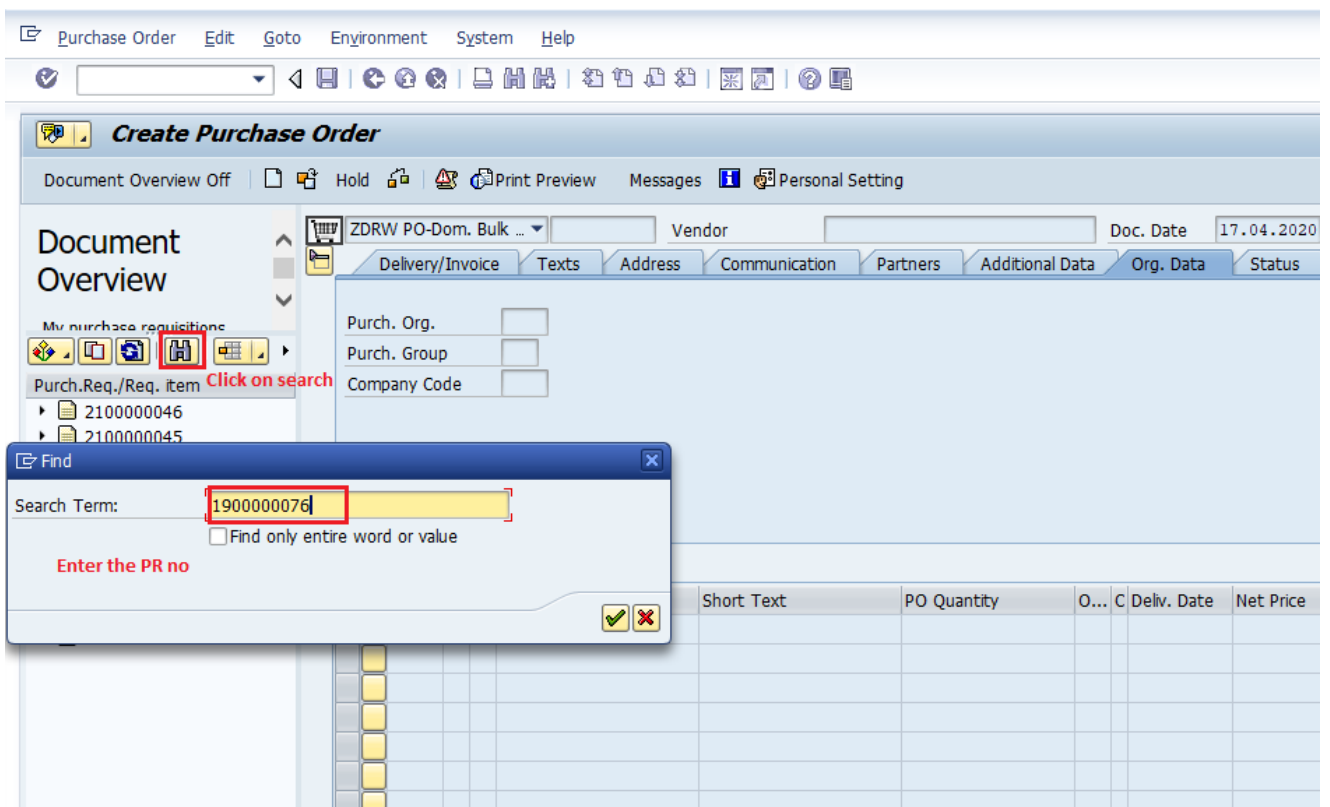 Purchase Order Edit Goto Environment System Help
Create Purchase Order
Document Overview Off Hold Print Preview Messages Personal Setting
Document
Overview
My purchase requisitions
ZDRW PO-Dom. Bulk ... Vendor Doc. Date 17.04.2020
Delivery/Invoice Texts Address Communication Partners Additional Data Org. Data Status
Purch. Org.
Purch. Group
Company Code
Click on search
Purch.Req./Req. item
2100000046
2100000045
Find
Search Term: 1900000076
Find only entire word or value
Enter the PR no
Short Text PO Quantity O... C Deliv. Date Net Price